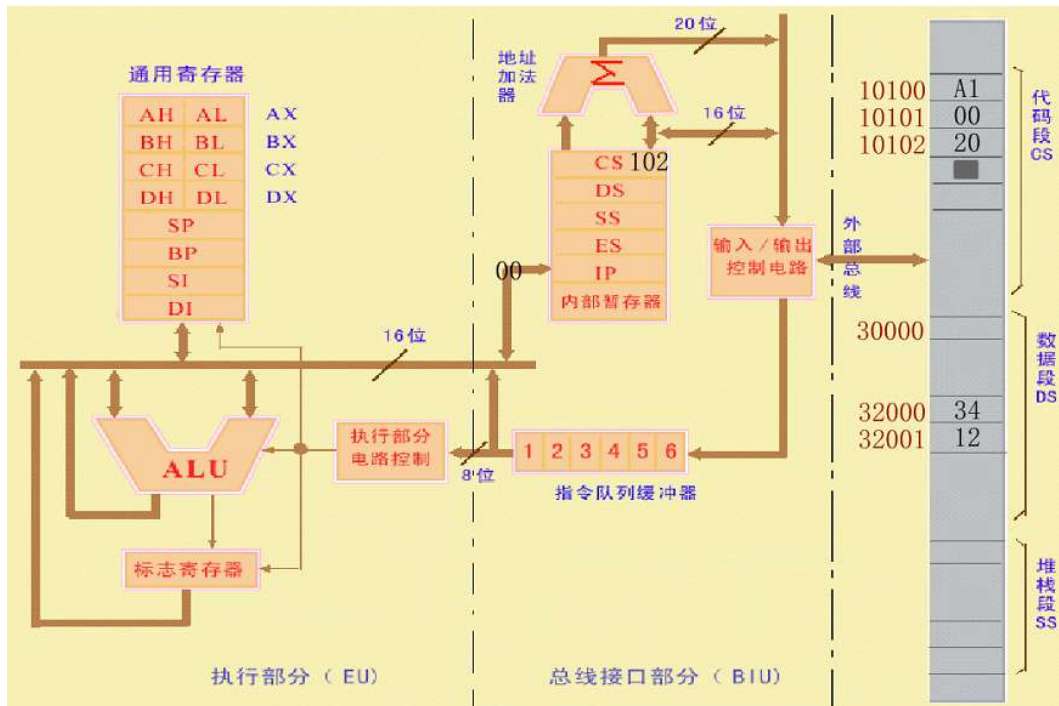 通用寄存器
AH AL AX
BH BL BX
CH CL CX
DH DL DX
SP
BP
SI
DI
16位
ALU
标志寄存器
执行部分
电路控制
8位
执行部分（EU）
20位
地址
加法
器
Σ
16位
CS 102
DS
SS
ES
00
IP
内部暂存器
输入/输出
控制电路
1 2 3 4 5 6
指令队列缓冲器
总线接口部分（BIU）
外
部
总
线
10100 A1
10101 00
10102 20
30000
32000 34
32001 12
代
码
段
CS
数
据
段
DS
堆
栈
段
SS